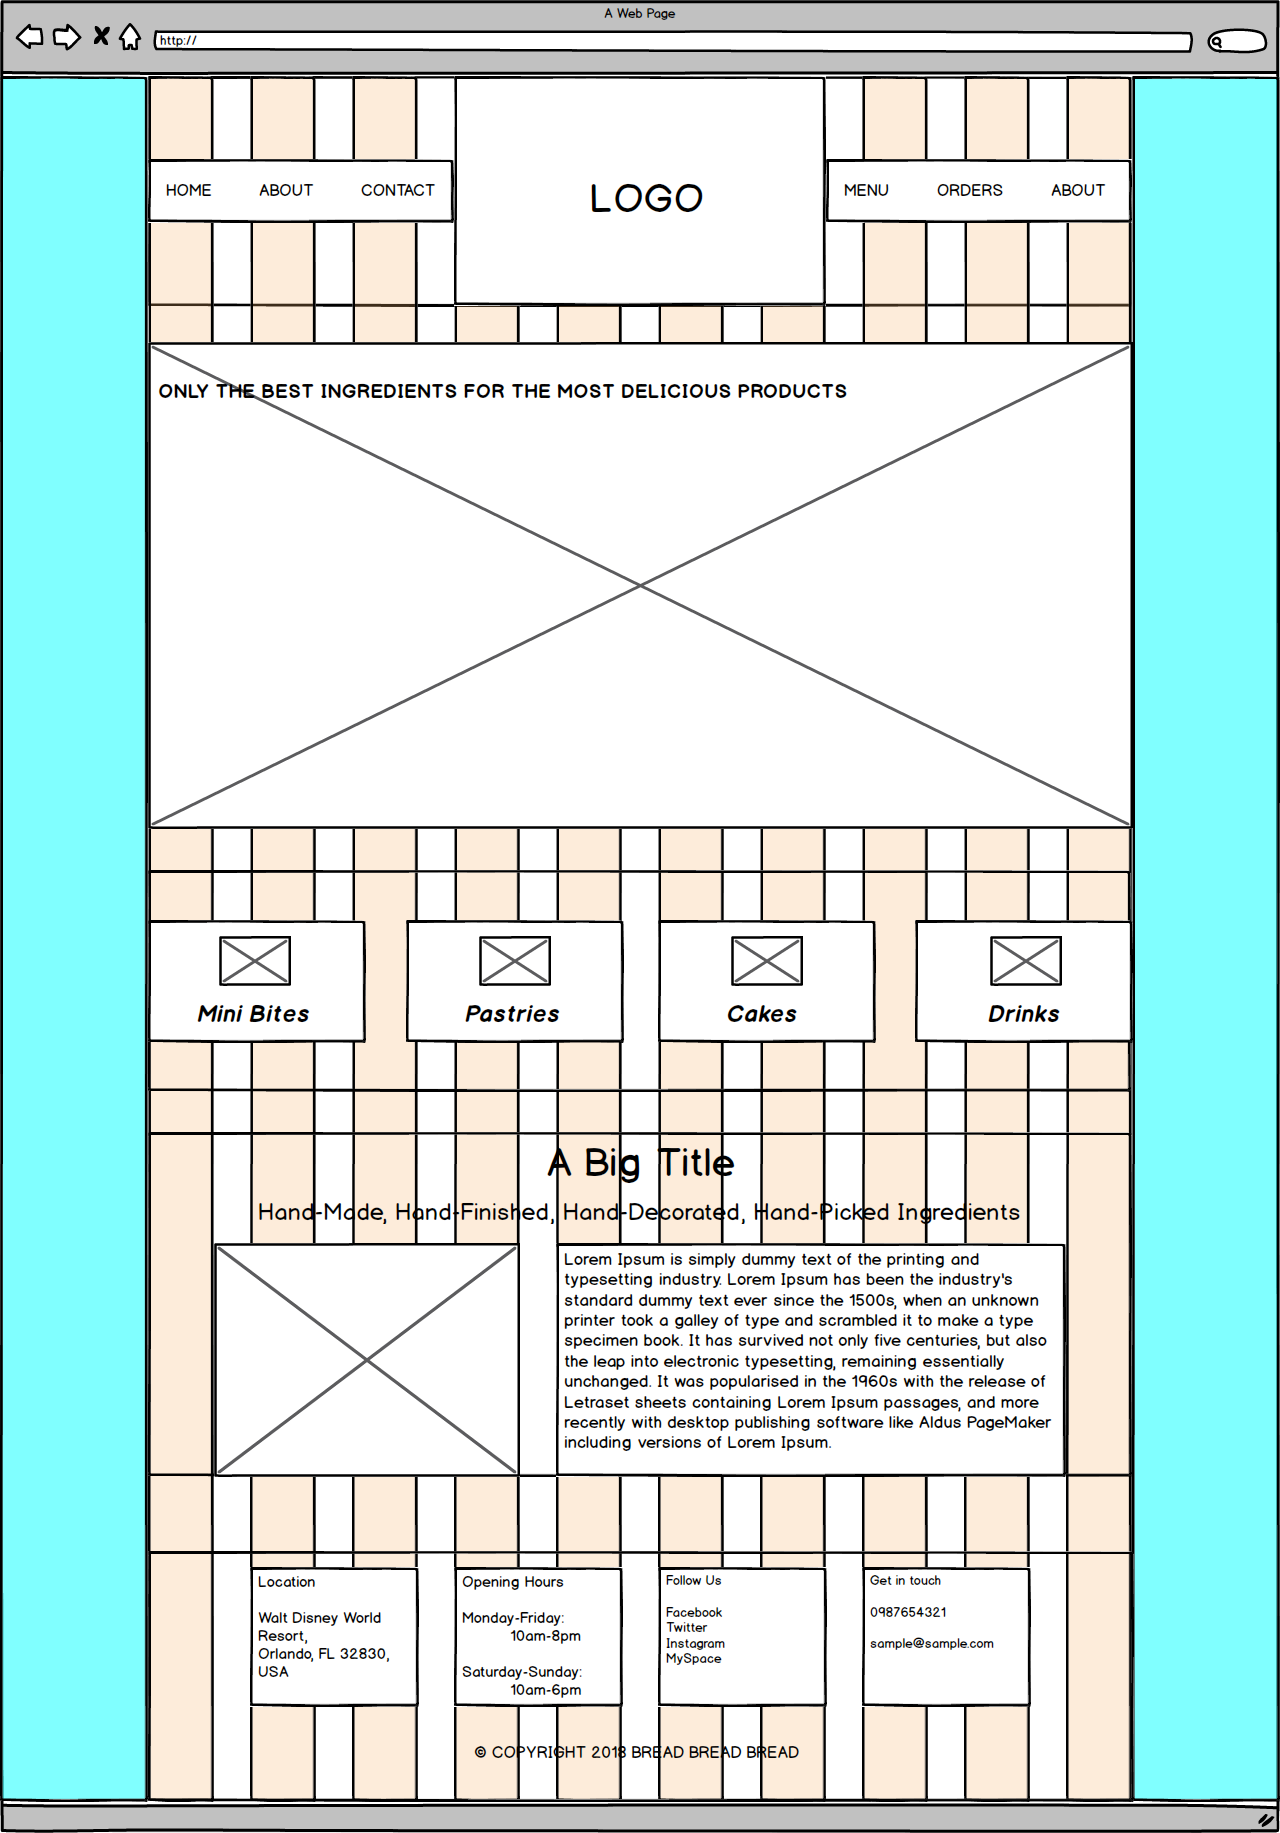 A Web Page
http://
HOME ABOUT CONTACT
LOGO
MENU ORDERS ABOUT
ONLY THE BEST INGREDIENTS FOR THE MOST DELICIOUS PRODUCTS
Mini Bites
Pastries
Cakes
Drinks
A Big Title
Hand-Made, Hand-Finished, Hand-Decorated, Hand-Picked Ingredients
Lorem Ipsum is simply dummy text of the printing and
typesetting industry. Lorem Ipsum has been the industry's
standard dummy text ever since the 1500s, when an unknown
printer took a galley of type and scrambled it to make a type
specimen book. It has survived not only five centuries, but also
the leap into electronic typesetting, remaining essentially
unchanged. It was popularised in the 1960s with the release of
Letraset sheets containing Lorem Ipsum passages, and more
recently with desktop publishing software like Aldus PageMaker
including versions of Lorem Ipsum.
Location
Walt Disney World
Resort,
Orlando, FL 32830,
USA
Opening Hours
Monday-Friday:
10am-8pm
Saturday-Sunday:
10am-6pm
Follow Us
Facebook
Twitter
Instagram
MySpace
Get in touch
0987654321
sample@sample.com
© COPYRIGHT 2018 BREAD BREAD BREAD